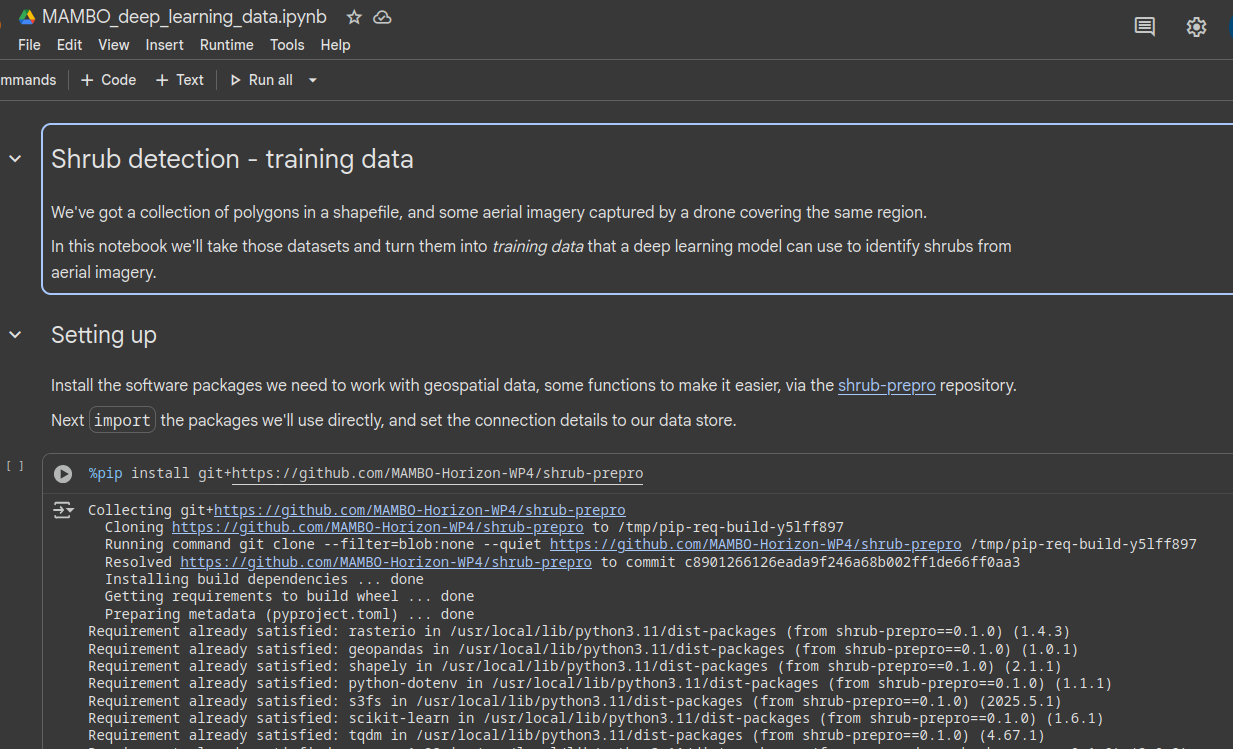 MAMBO_deep_learning_data.ipynb
File Edit View Insert Runtime Tools Help
mmands + Code + Text Run all
Shrub detection - training data
We've got a collection of polygons in a shapefile, and some aerial imagery captured by a drone covering the same region.
In this notebook we'll take those datasets and turn them into training data that a deep learning model can use to identify shrubs from
aerial imagery.
Setting up
Install the software packages we need to work with geospatial data, some functions to make it easier, via the shrub-prepro repository.
Next import the packages we'll use directly, and set the connection details to our data store.
[ ] %pip install git+https://github.com/MAMBO-Horizon-WP4/shrub-prepro
Collecting git+https://github.com/MAMBO-Horizon-WP4/shrub-prepro
Cloning https://github.com/MAMBO-Horizon-WP4/shrub-prepro to /tmp/pip-req-build-y5lff897
Running command git clone --filter=blob:none --quiet https://github.com/MAMBO-Horizon-WP4/shrub-prepro /tmp/pip-req-build-y5lff897
Resolved https://github.com/MAMBO-Horizon-WP4/shrub-prepro to commit c8901266126eada9f246a68b002ff1de66ff0aa3
Installing build dependencies ... done
Getting requirements to build wheel ... done
Preparing metadata (pyproject.toml) ... done
Requirement already satisfied: rasterio in /usr/local/lib/python3.11/dist-packages (from shrub-prepro==0.1.0) (1.4.3)
Requirement already satisfied: geopandas in /usr/local/lib/python3.11/dist-packages (from shrub-prepro==0.1.0) (1.0.1)
Requirement already satisfied: shapely in /usr/local/lib/python3.11/dist-packages (from shrub-prepro==0.1.0) (2.1.1)
Requirement already satisfied: python-dotenv in /usr/local/lib/python3.11/dist-packages (from shrub-prepro==0.1.0) (1.1.1)
Requirement already satisfied: s3fs in /usr/local/lib/python3.11/dist-packages (from shrub-prepro==0.1.0) (2025.5.1)
Requirement already satisfied: scikit-learn in /usr/local/lib/python3.11/dist-packages (from shrub-prepro==0.1.0) (1.6.1)
Requirement already satisfied: tqdm in /usr/local/lib/python3.11/dist-packages (from shrub-prepro==0.1.0) (4.67.1)